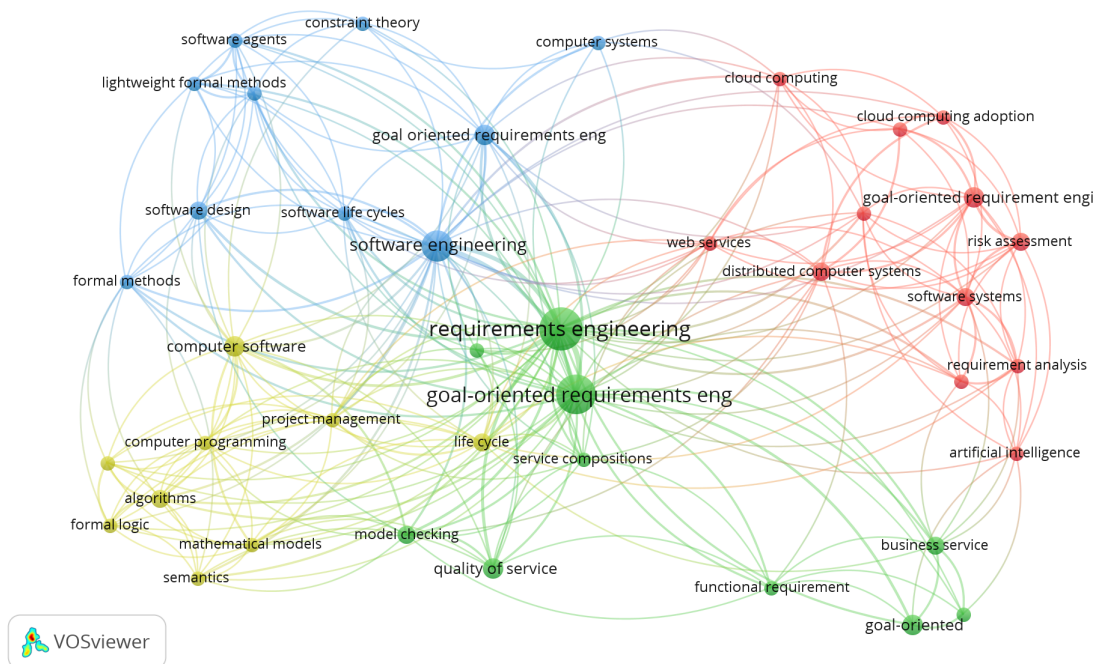 constraint theory
software agents
computer systems
cloud computing
lightweight formal methods
cloud computing adoption
goal oriented requirements eng
goal-oriented requirement engi
software design
software life cycles
software engineering
web services
risk assessment
distributed computer systems
formal methods
software systems
requirements engineering
computer software
requirement analysis
goal-oriented requirements eng
project management
computer programming
life cycle
service compositions
artificial intelligence
algorithms
formal logic
model checking
mathematical models
business service
quality of service
semantics
functional requirement
goal-oriented
VOSviewer